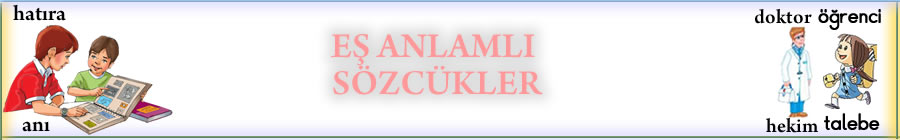 hatıra
anı
EŞ ANLAMLI
SÖZCÜKLER
doktor öğrenci
hekim talebe